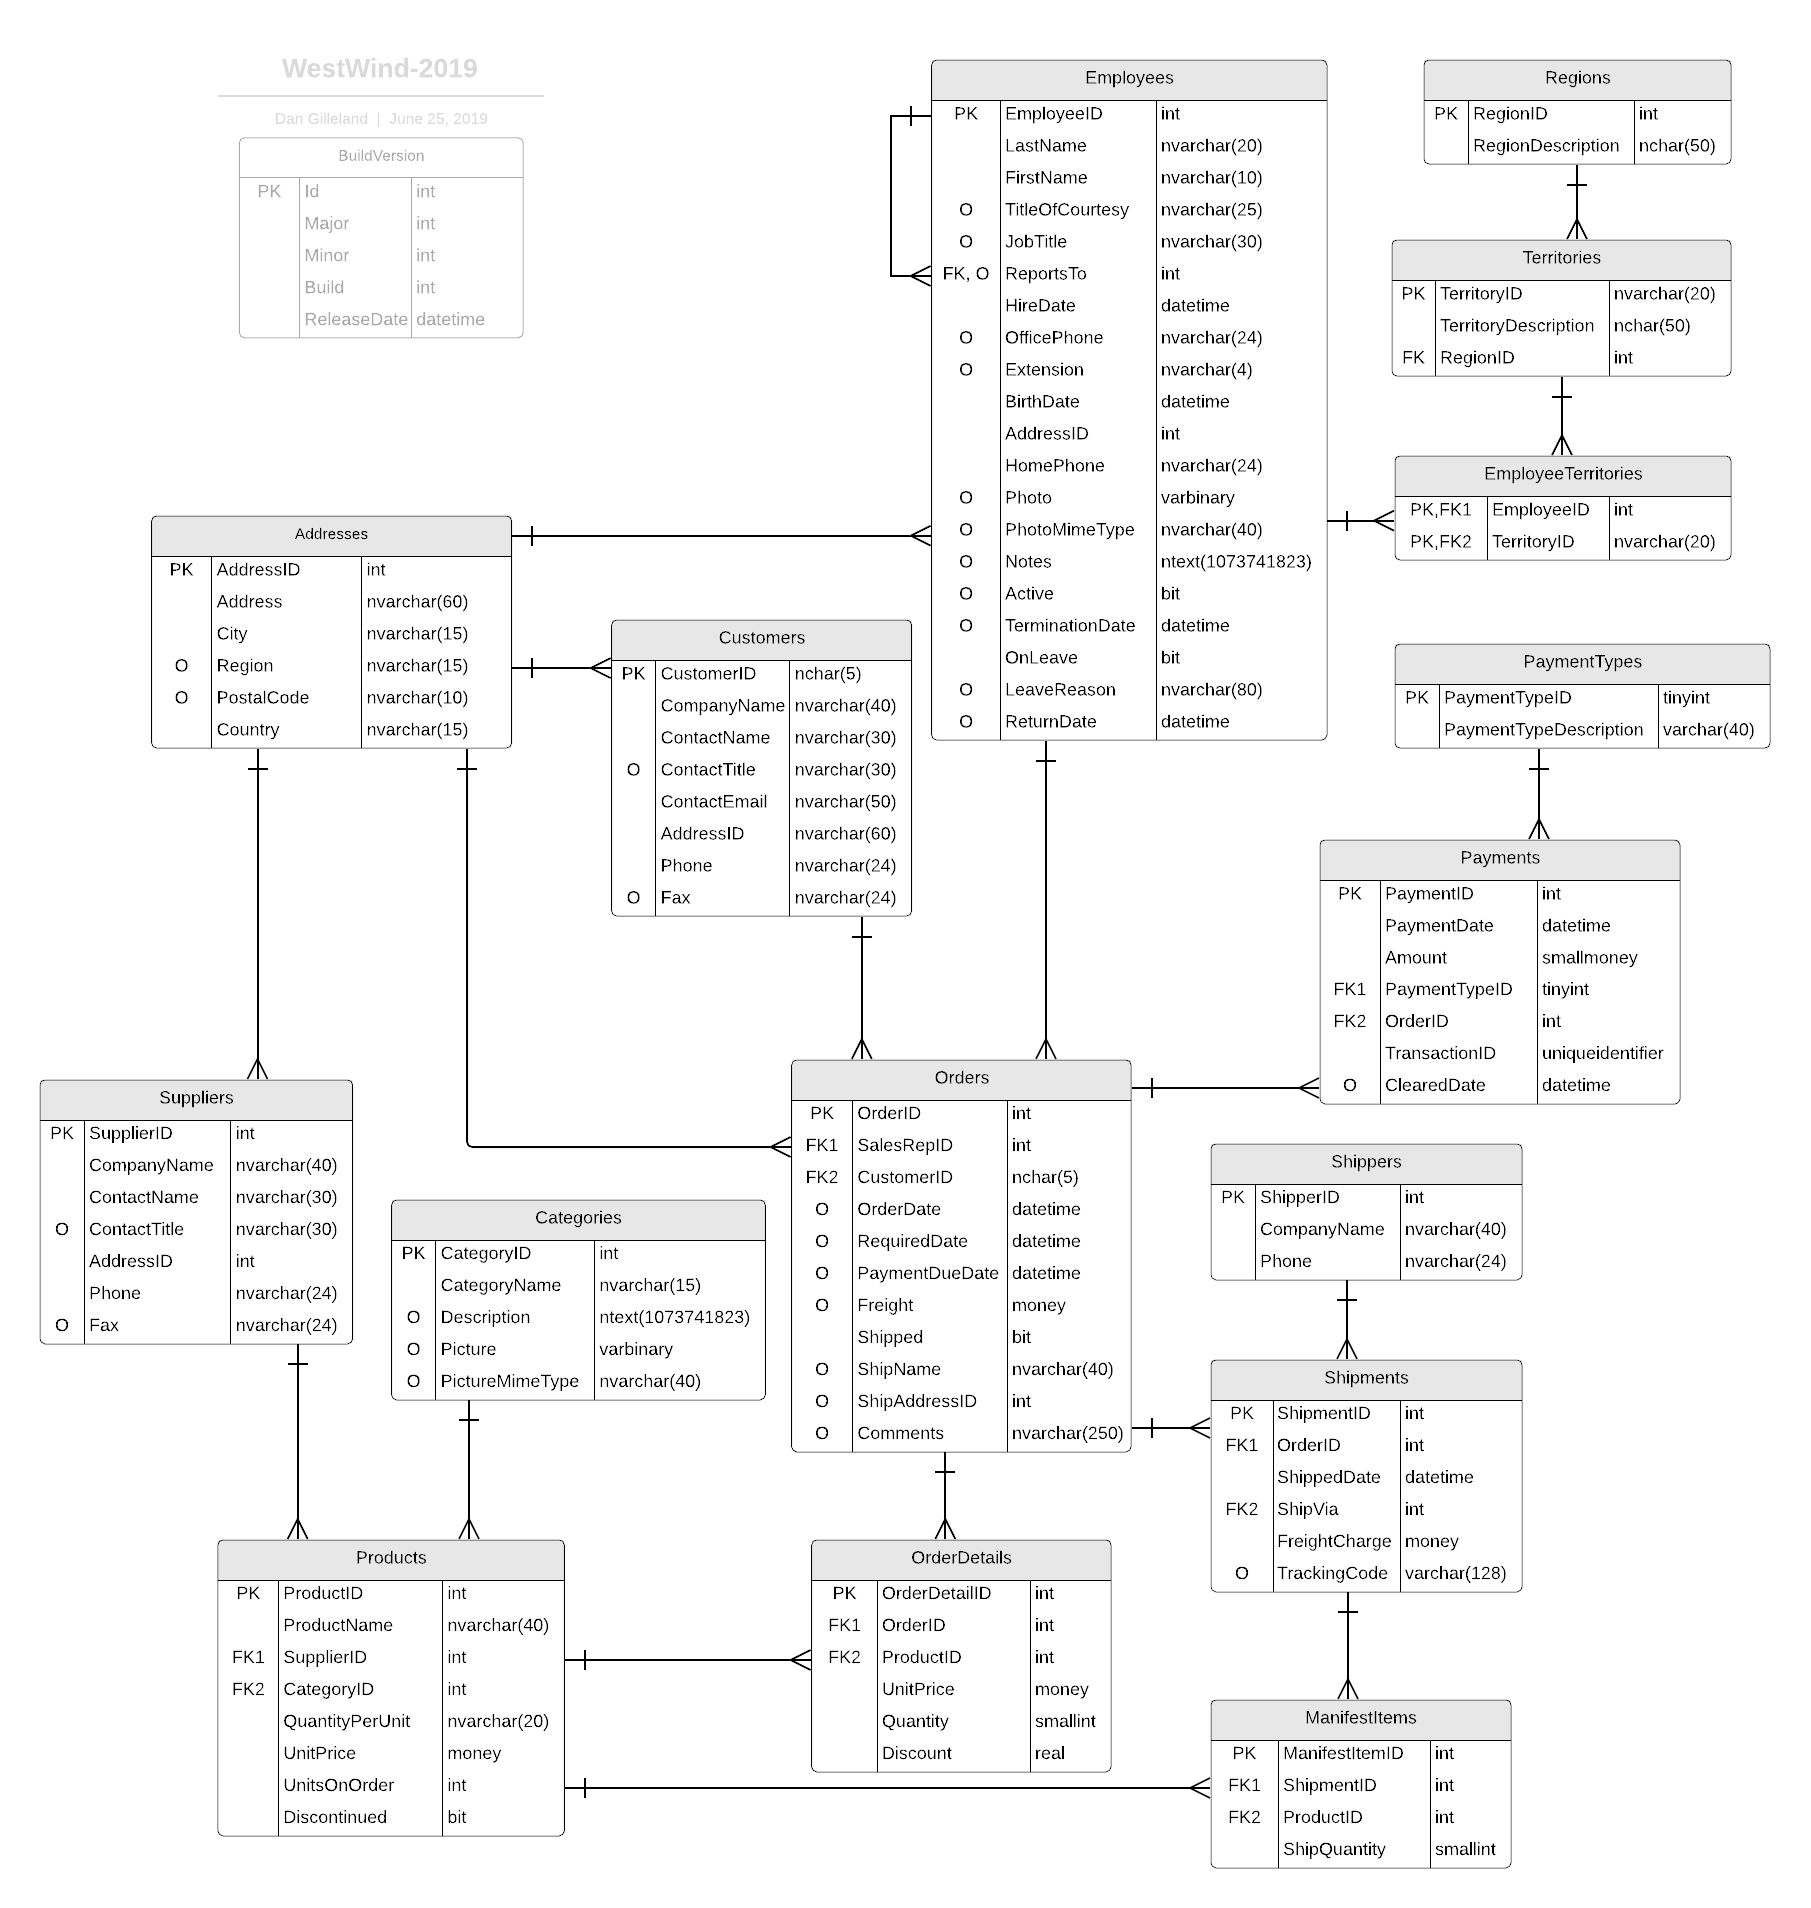 WestWind-2019
Dan Gilleland | June 25, 2019
BuildVersion
PK Id int
Major int
Minor int
Build int
ReleaseDate datetime
Employees
PK EmployeeID int
LastName nvarchar(20)
FirstName nvarchar(10)
O TitleOfCourtesy nvarchar(25)
O JobTitle nvarchar(30)
FK, O ReportsTo int
HireDate datetime
O OfficePhone nvarchar(24)
O Extension nvarchar(4)
BirthDate datetime
AddressID int
HomePhone nvarchar(24)
O Photo varbinary
O PhotoMimeType nvarchar(40)
O Notes ntext(1073741823)
O Active bit
O TerminationDate datetime
OnLeave bit
O LeaveReason nvarchar(80)
O ReturnDate datetime
Regions
PK RegionID int
RegionDescription nchar(50)
Territories
PK TerritoryID nvarchar(20)
TerritoryDescription nchar(50)
FK RegionID int
EmployeeTerritories
PK,FK1 EmployeeID int
PK,FK2 TerritoryID nvarchar(20)
Addresses
PK AddressID int
Address nvarchar(60)
City nvarchar(15)
O Region nvarchar(15)
O PostalCode nvarchar(10)
Country nvarchar(15)
Customers
PK CustomerID nchar(5)
CompanyName nvarchar(40)
ContactName nvarchar(30)
O ContactTitle nvarchar(30)
ContactEmail nvarchar(50)
AddressID nvarchar(60)
Phone nvarchar(24)
O Fax nvarchar(24)
PaymentTypes
PK PaymentTypeID tinyint
PaymentTypeDescription varchar(40)
Payments
PK PaymentID int
PaymentDate datetime
Amount smallmoney
FK1 PaymentTypeID tinyint
FK2 OrderID int
TransactionID uniqueidentifier
O ClearedDate datetime
Suppliers
PK SupplierID int
CompanyName nvarchar(40)
ContactName nvarchar(30)
O ContactTitle nvarchar(30)
AddressID int
Phone nvarchar(24)
O Fax nvarchar(24)
Categories
PK CategoryID int
CategoryName nvarchar(15)
O Description ntext(1073741823)
O Picture varbinary
O PictureMimeType nvarchar(40)
Orders
PK OrderID int
FK1 SalesRepID int
FK2 CustomerID nchar(5)
O OrderDate datetime
O RequiredDate datetime
O PaymentDueDate datetime
O Freight money
Shipped bit
O ShipName nvarchar(40)
O ShipAddressID int
O Comments nvarchar(250)
Shippers
PK ShipperID int
CompanyName nvarchar(40)
Phone nvarchar(24)
Shipments
PK ShipmentID int
FK1 OrderID int
ShippedDate datetime
FK2 ShipVia int
FreightCharge money
O TrackingCode varchar(128)
Products
PK ProductID int
ProductName nvarchar(40)
FK1 SupplierID int
FK2 CategoryID int
QuantityPerUnit nvarchar(20)
UnitPrice money
UnitsOnOrder int
Discontinued bit
OrderDetails
PK OrderDetailID int
FK1 OrderID int
FK2 ProductID int
UnitPrice money
Quantity smallint
Discount real
ManifestItems
PK ManifestItemID int
FK1 ShipmentID int
FK2 ProductID int
ShipQuantity smallint